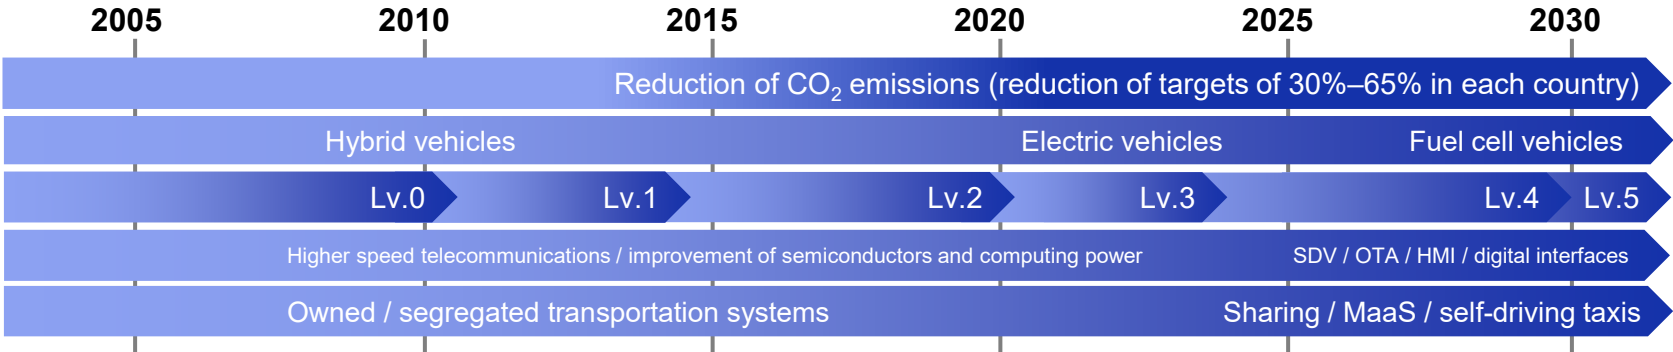 2005 2010 2015 2020 2025 2030
Reduction of CO₂ emissions (reduction of targets of 30%–65% in each country)
Hybrid vehicles Electric vehicles Fuel cell vehicles
Lv.0 Lv.1 Lv.2 Lv.3 Lv.4 Lv.5
Higher speed telecommunications / improvement of semiconductors and computing power SDV / OTA / HMI / digital interfaces
Owned / segregated transportation systems Sharing / MaaS / self-driving taxis